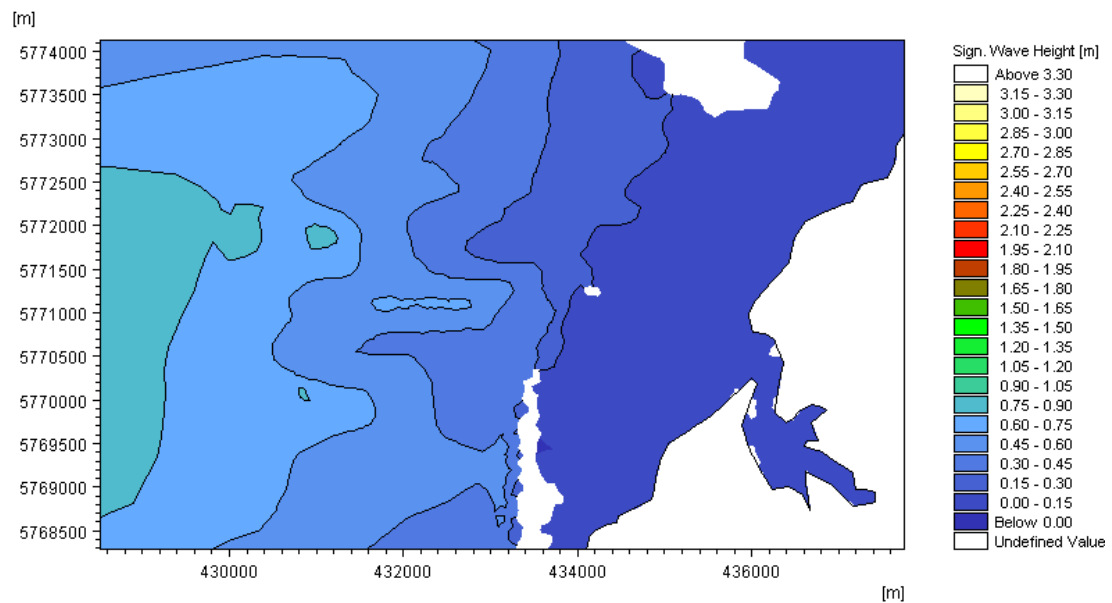 [m]
5774000
5773500
5773000
5772500
5772000
5771500
5771000
5770500
5770000
5769500
5769000
5768500
430000
432000
434000
436000
[m]
Sign. Wave Height [m]
Above 3.30
3.15 - 3.30
3.00 - 3.15
2.85 - 3.00
2.70 - 2.85
2.55 - 2.70
2.40 - 2.55
2.25 - 2.40
2.10 - 2.25
1.95 - 2.10
1.80 - 1.95
1.65 - 1.80
1.50 - 1.65
1.35 - 1.50
1.20 - 1.35
1.05 - 1.20
0.90 - 1.05
0.75 - 0.90
0.60 - 0.75
0.45 - 0.60
0.30 - 0.45
0.15 - 0.30
0.00 - 0.15
Below 0.00
Undefined Value